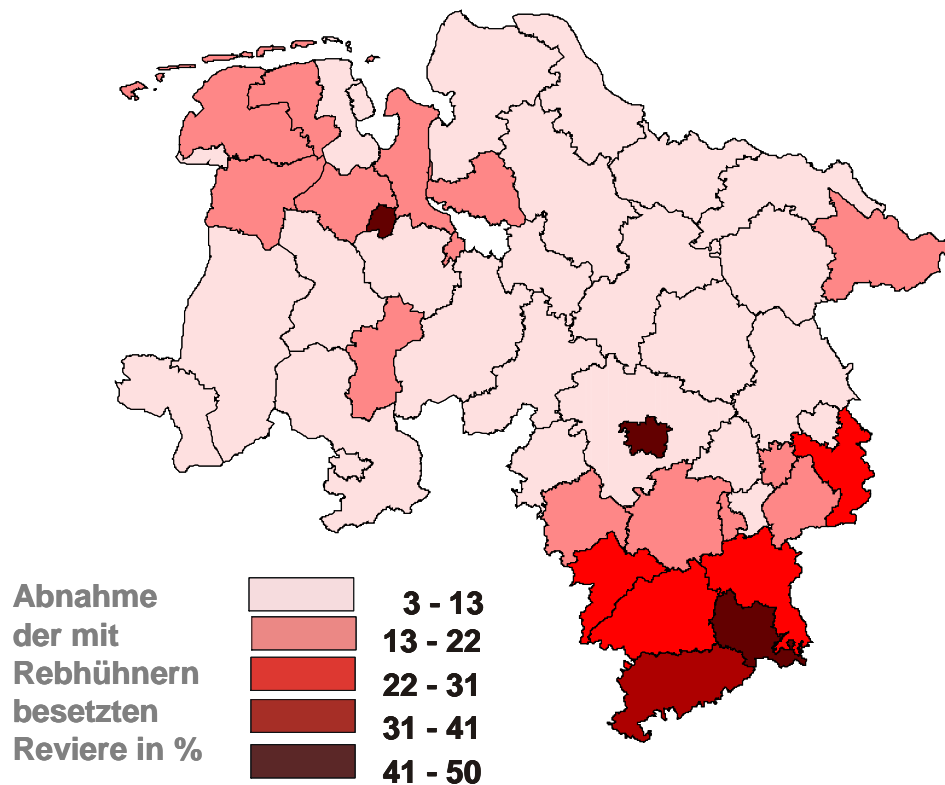 Abnahme
der mit
Rebhühnern
besetzten
Reviere in %
3 - 13
13 - 22
22 - 31
31 - 41
41 - 50